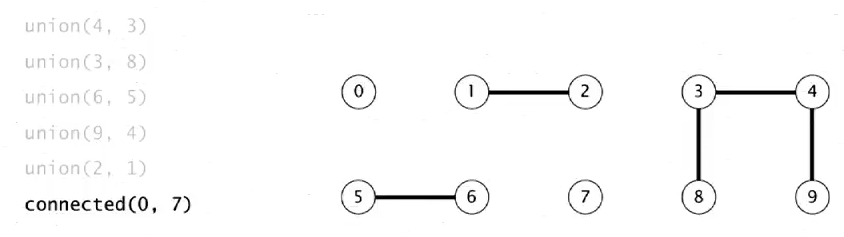 union(4, 3)
union(3, 8)
union(6, 5)
union(9, 4)
union(2, 1)
connected(0, 7)
0 1 2 3 4
5 6 7 8 9